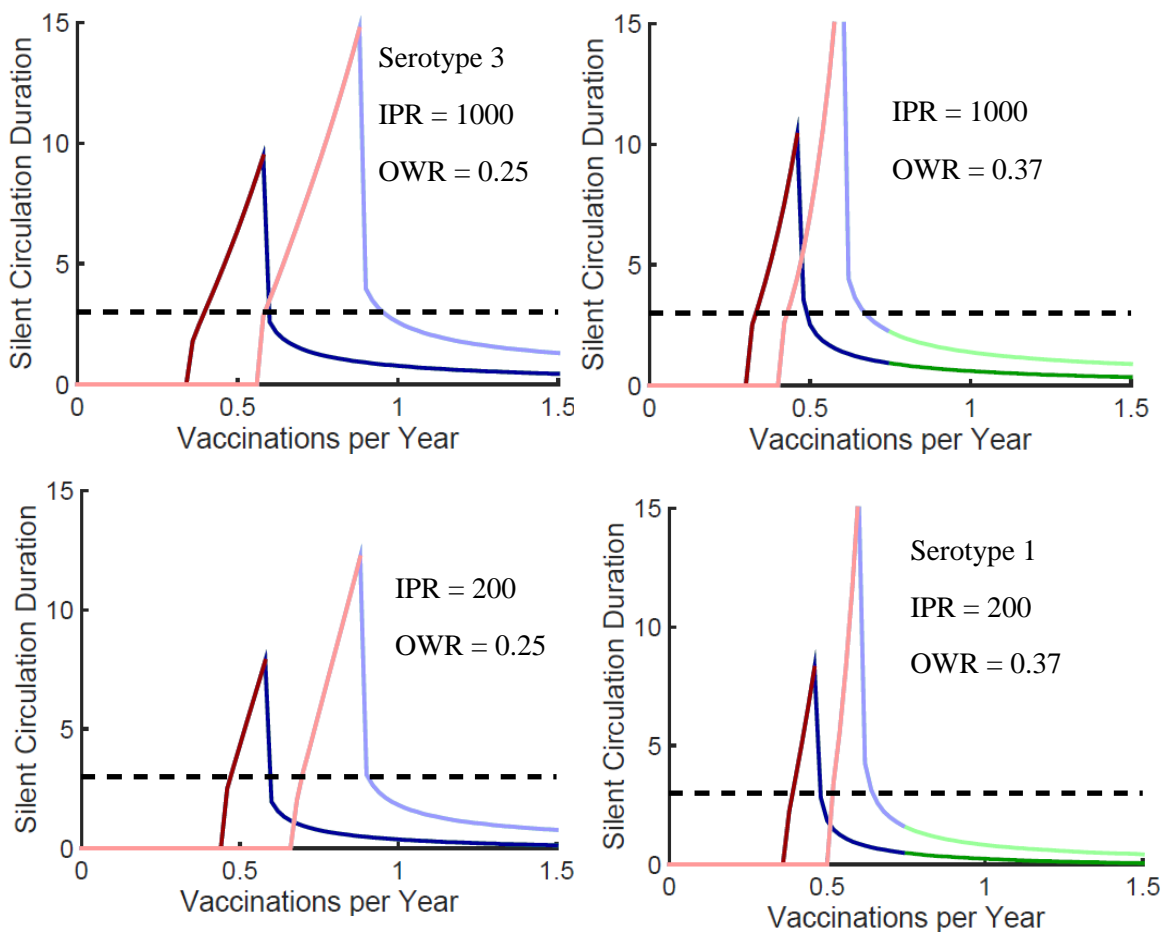 15
10
5
0
Silent Circulation Duration
Serotype 3
IPR = 1000
OWR = 0.25
0
0.5
1
1.5
Vaccinations per Year
15
10
5
0
Silent Circulation Duration
IPR = 1000
OWR = 0.37
0
0.5
1
1.5
Vaccinations per Year
15
10
5
0
Silent Circulation Duration
IPR = 200
OWR = 0.25
0
0.5
1
1.5
Vaccinations per Year
15
10
5
0
Silent Circulation Duration
Serotype 1
IPR = 200
OWR = 0.37
0
0.5
1
1.5
Vaccinations per Year